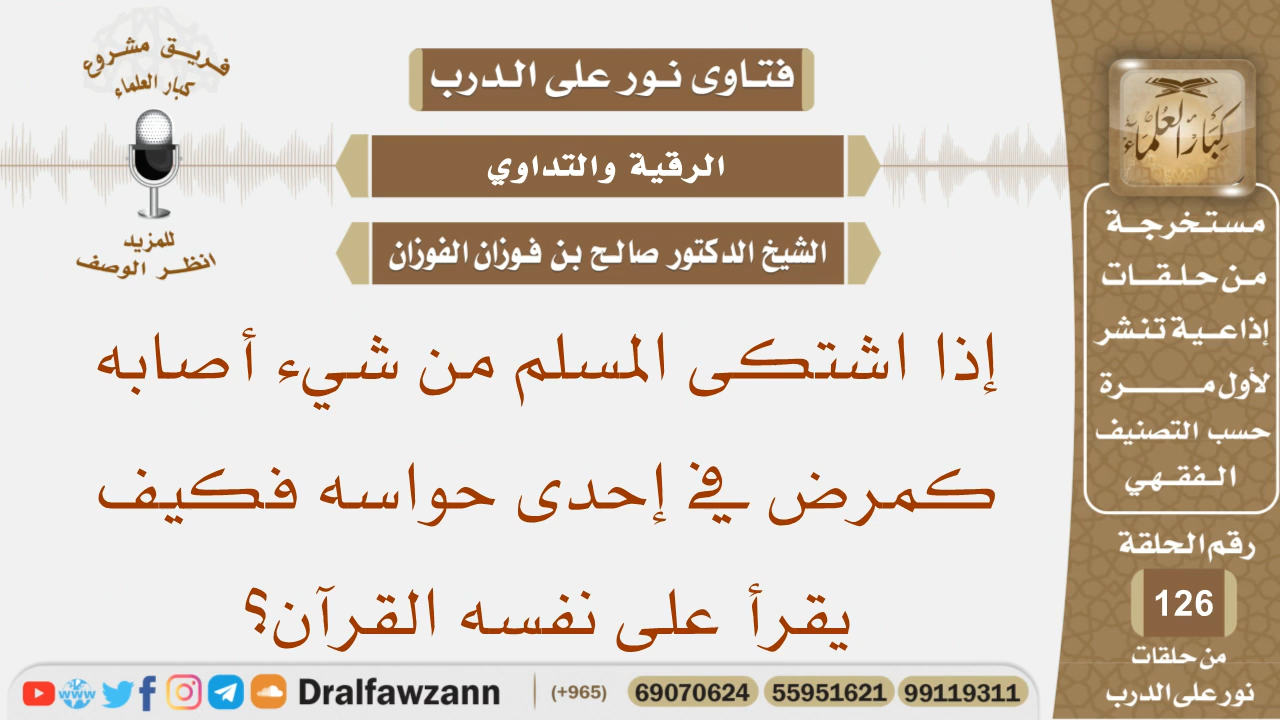 فريق مشروع
كبار العلماء
للمزيد
انظر الوصف
فتاوى نور على الدرب
الرقية والتداوي
الشيخ الدكتور صالح بن فوزان الفوزان
إذا اشتكى المسلم من شيء أصابه
كمرض في إحدى حواسه فكيف
يقرأ على نفسه القرآن؟
كبار العلماء
مستخرجة
من حلقات
إذاعية تنشر
لأول مرة
حسب التصنيف
الفقهي
رقم الحلقة
126
من حلقات
نور على الدرب
www Dralfawzann (+965) 69070624 55951621 99119311